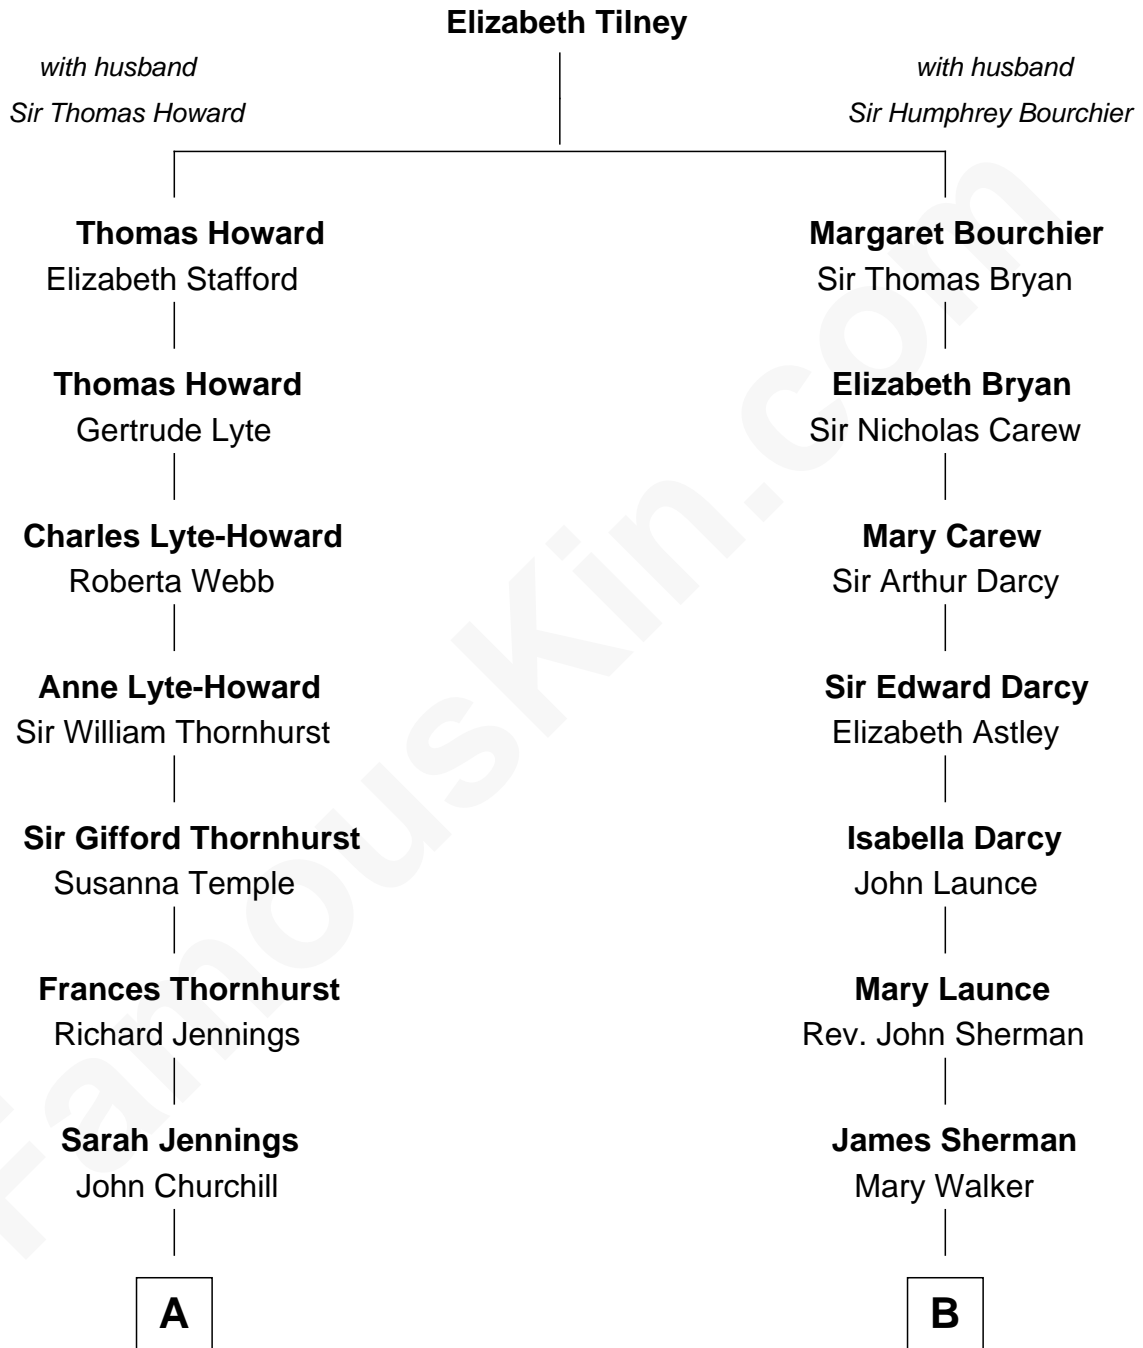 Elizabeth Tilney
with husband
Sir Thomas Howard
with husband
Sir Humphrey Bourchier
Thomas Howard
Elizabeth Stafford
Margaret Bourchier
Sir Thomas Bryan
Thomas Howard
Gertrude Lyte
Elizabeth Bryan
Sir Nicholas Carew
Charles Lyte-Howard
Roberta Webb
Mary Carew
Sir Arthur Darcy
Anne Lyte-Howard
Sir William Thornhurst
Sir Edward Darcy
Elizabeth Astley
Sir Gifford Thornhurst
Susanna Temple
Isabella Darcy
John Launce
Frances Thornhurst
Richard Jennings
Mary Launce
Rev. John Sherman
Sarah Jennings
John Churchill
James Sherman
Mary Walker
A
B
FamousKin.com